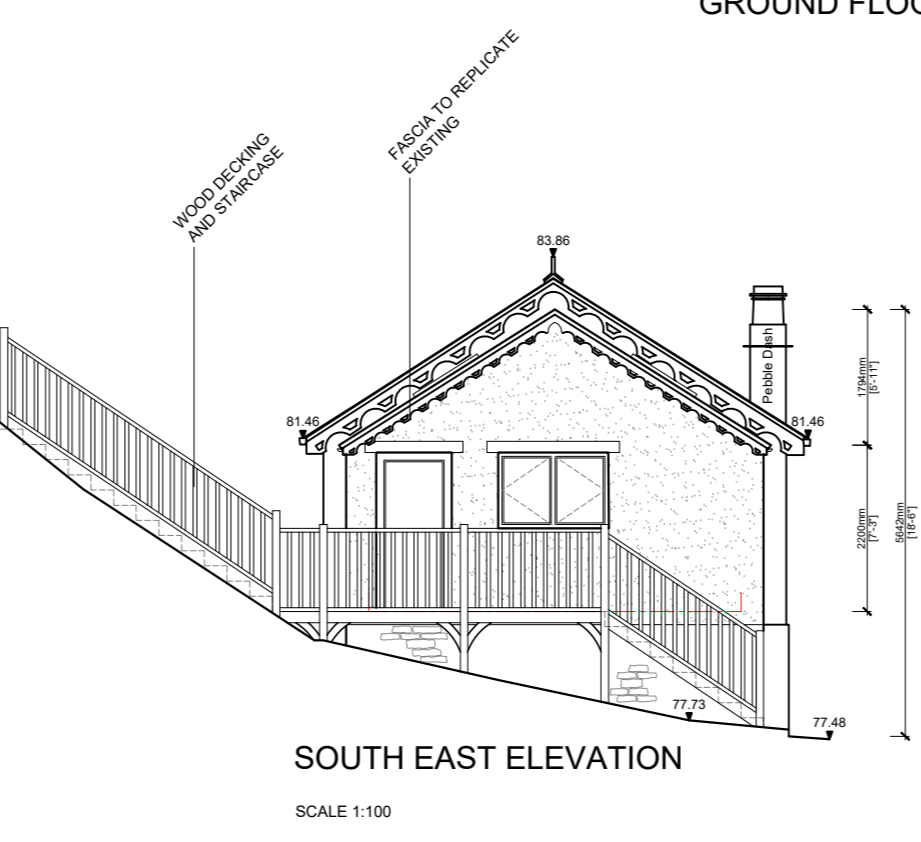 GROUND FLOO
FASCIA TO REPLICATE
EXISTING
WOOD DECKING
AND STAIRCASE
83.86
81.46
81.46
Pebble Dash
1794mm
[5'-11"]
2200mm
[7'-3"]
5642mm
[18'-6"]
77.73
77.48
SOUTH EAST ELEVATION
SCALE 1:100